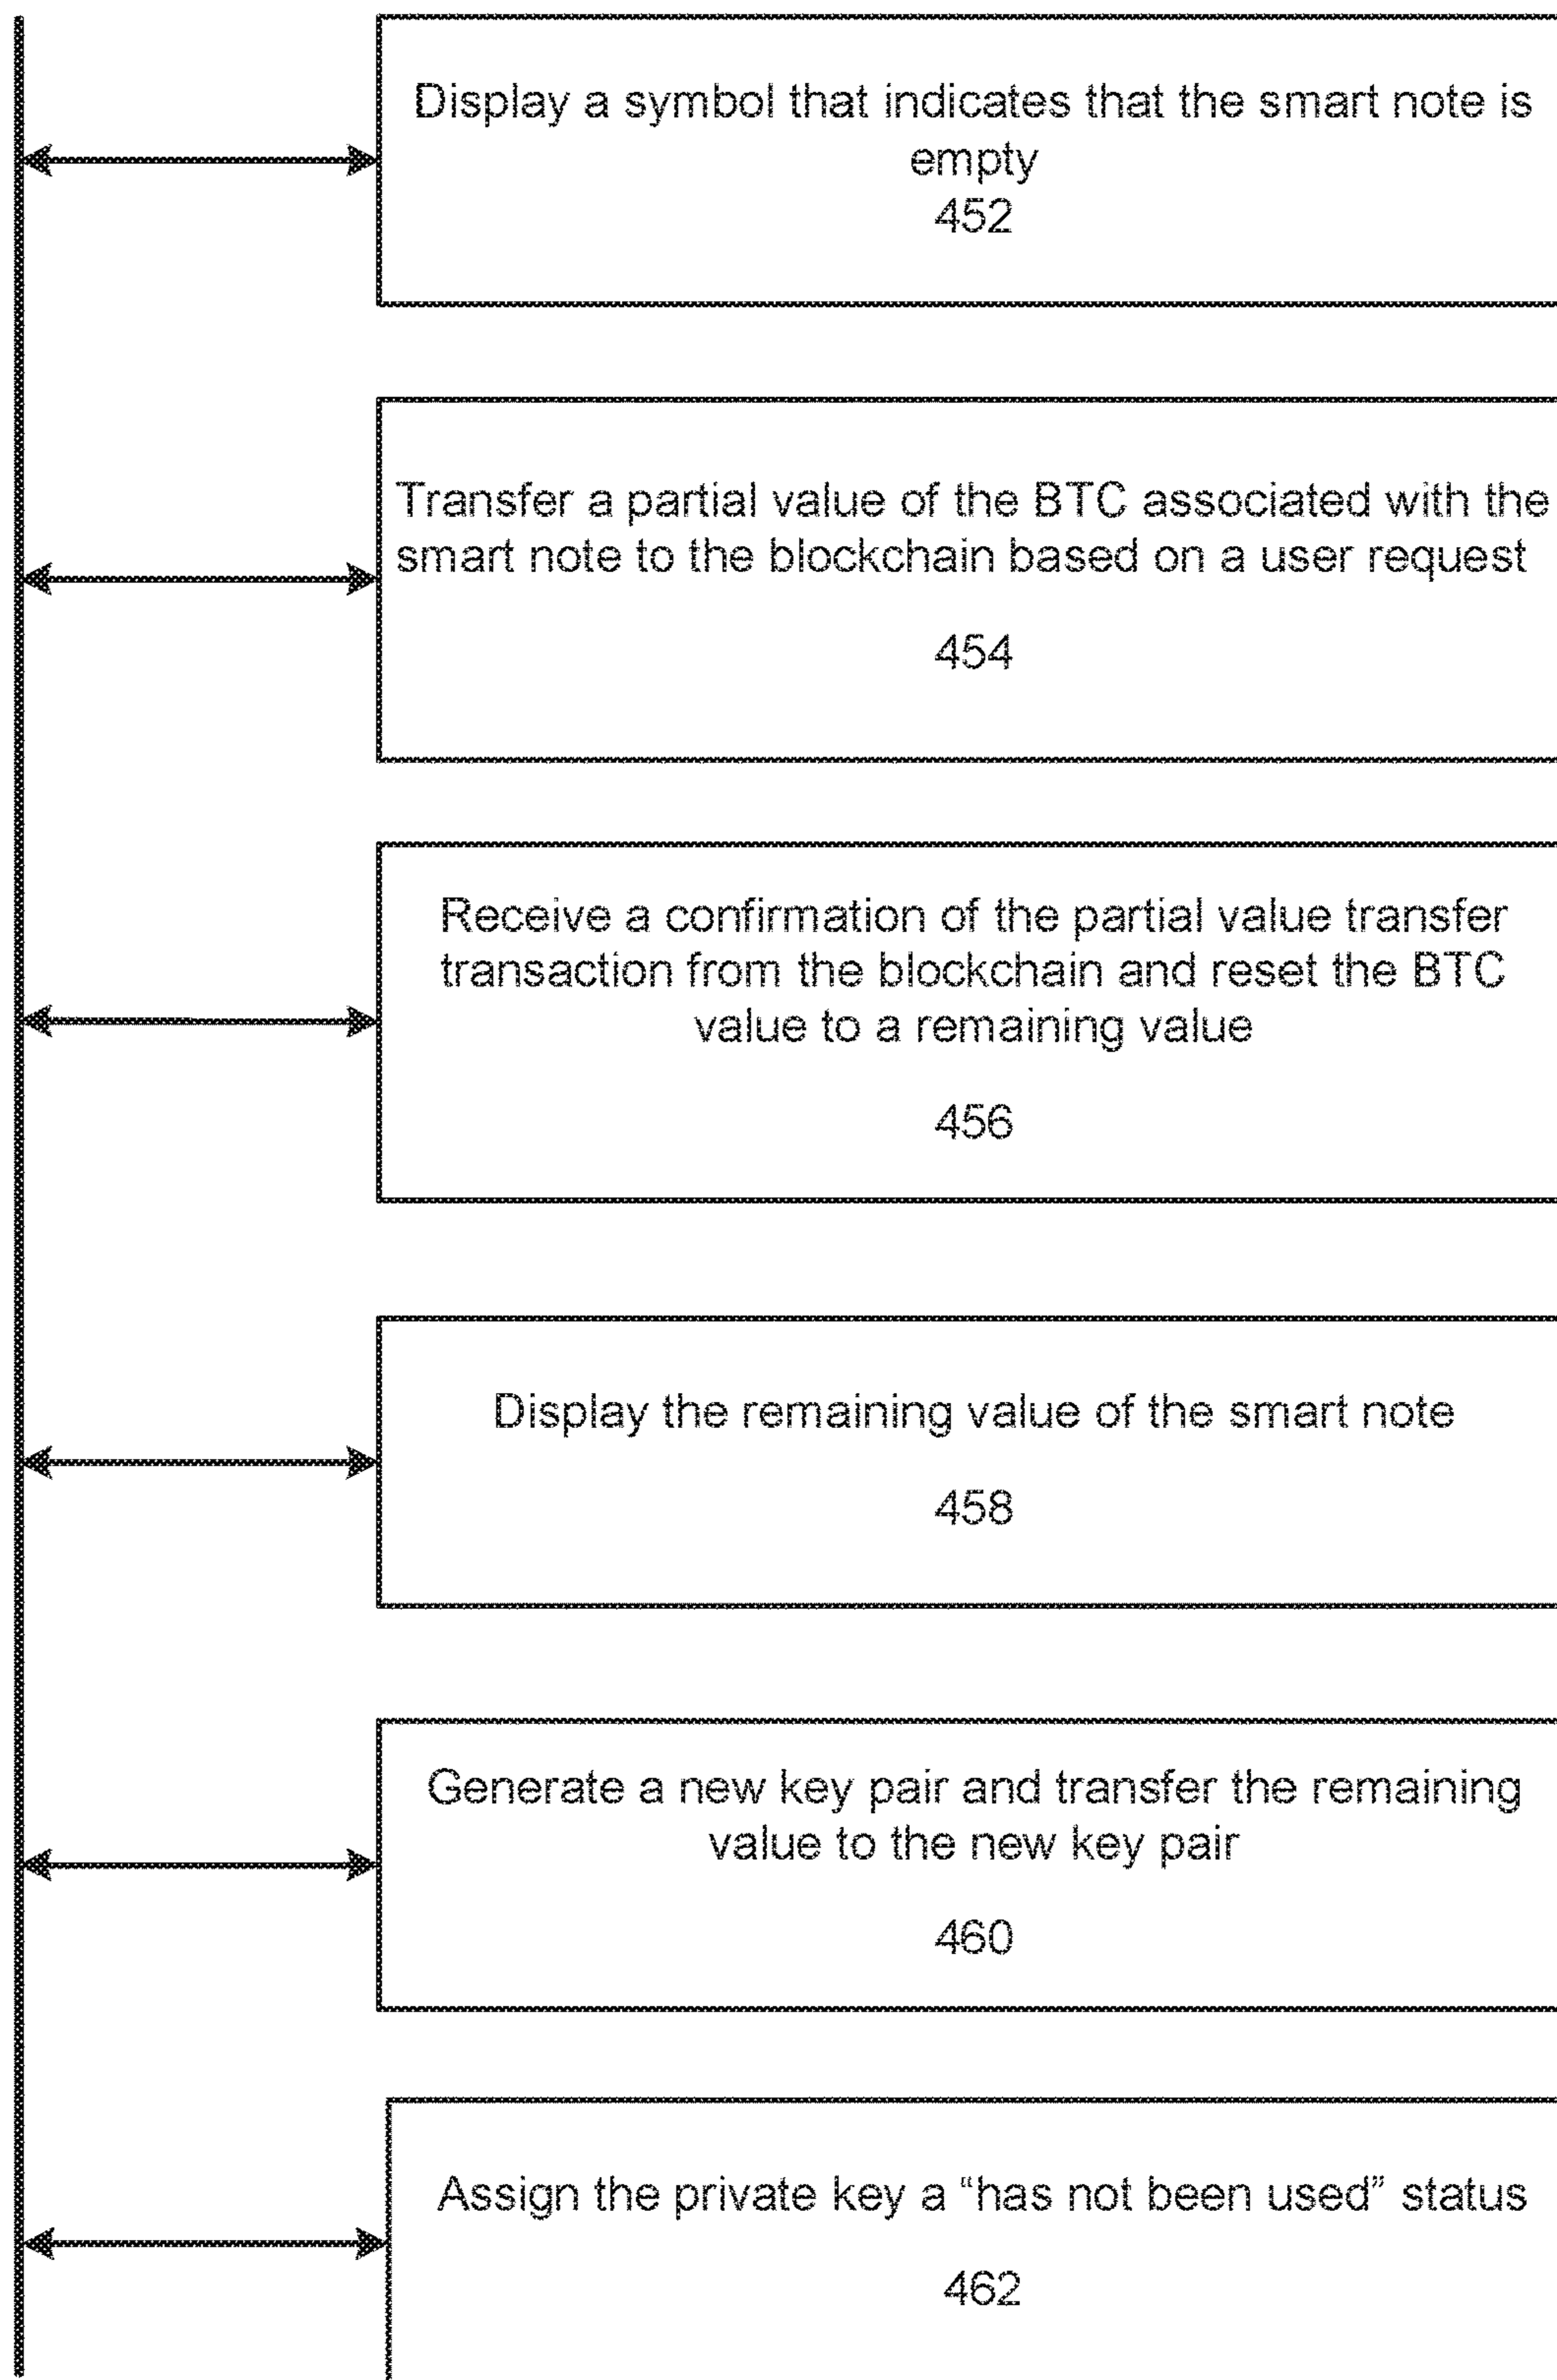 Display a symbol that indicates that the smart note is
empty
452
Transfer a partial value of the BTC associated with the
smart note to the blockchain based on a user request
454
Receive a confirmation of the partial value transfer
transaction from the blockchain and reset the BTC
value to a remaining value
456
Display the remaining value of the smart note
458
Generate a new key pair and transfer the remaining
value to the new key pair
460
Assign the private key a “has not been used” status
462